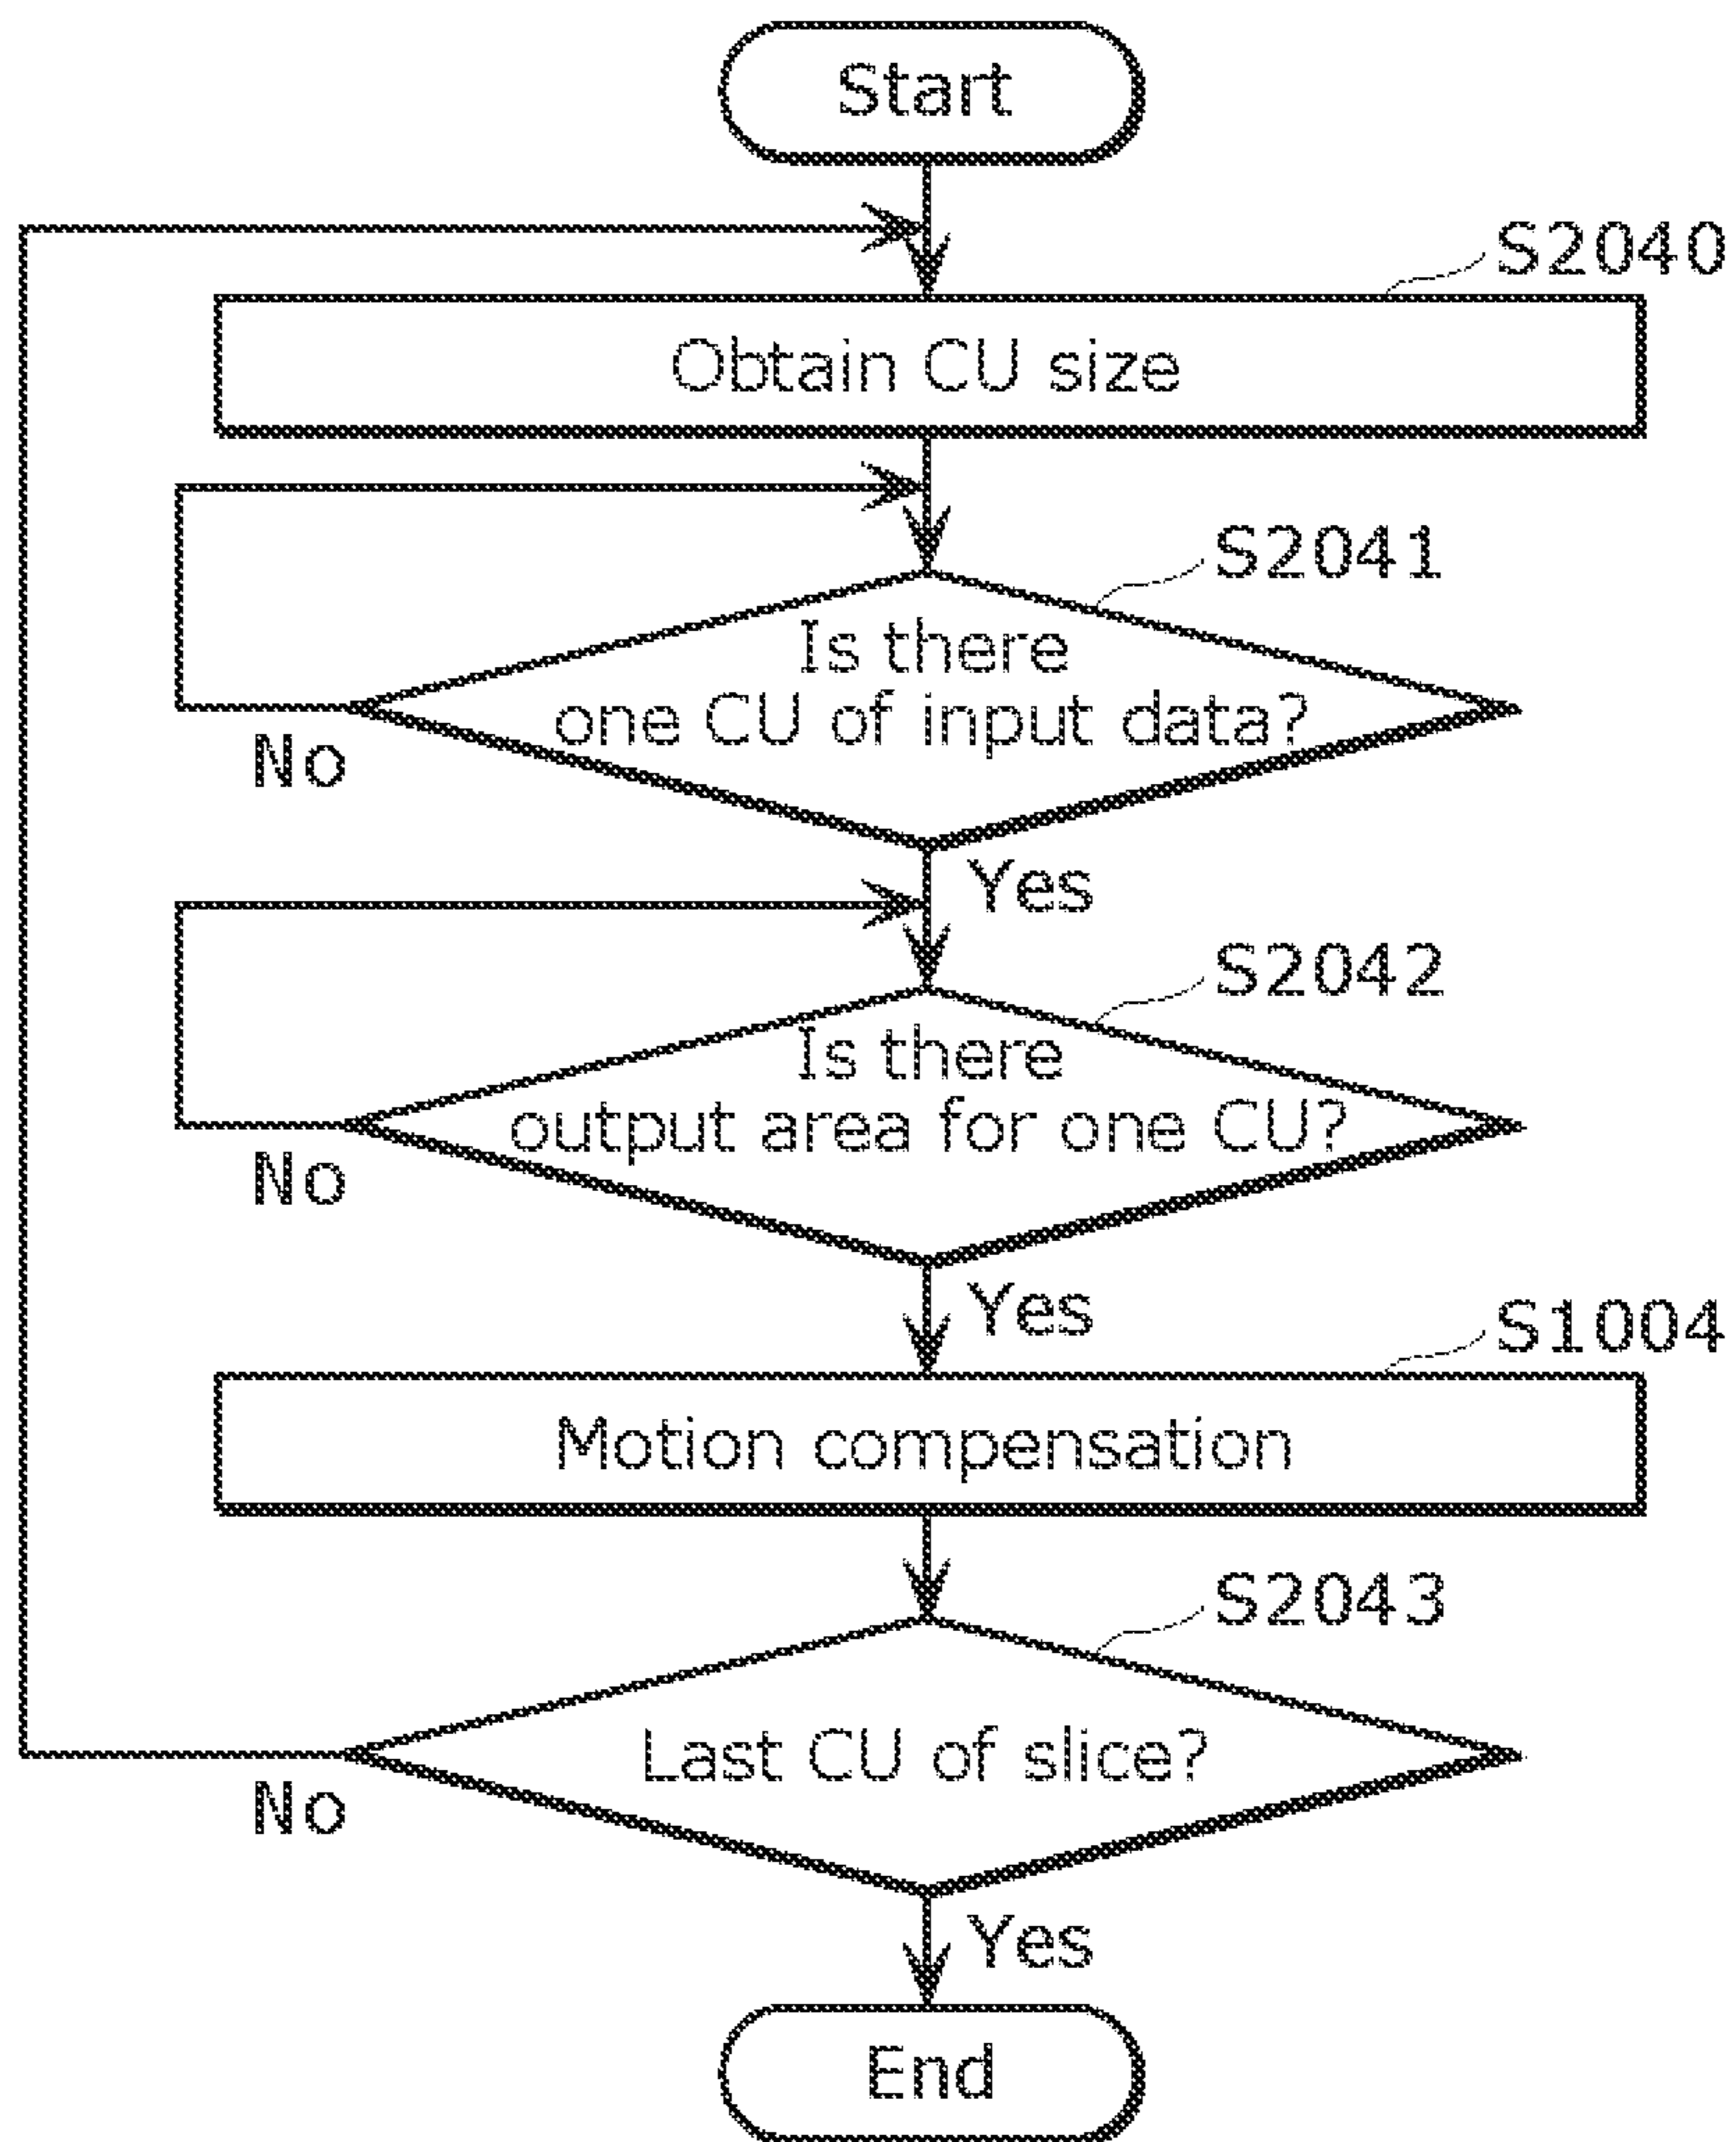 Start
S2040
Obtain CU size
S2041
Is there
one CU of input data?
No
Yes
S2042
Is there
output area for one CU?
No
Yes
S1004
Motion compensation
S2043
Last CU of slice?
No
Yes
End